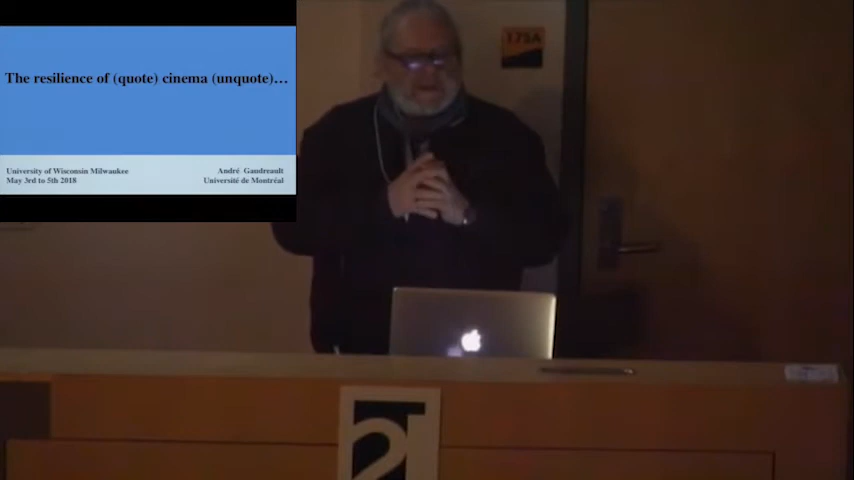 The resilience of (quote) cinema (unquote)…
University of Wisconsin Milwaukee
May 3rd to 5th 2018
André Gaudreault
Université de Montréal
175A
21